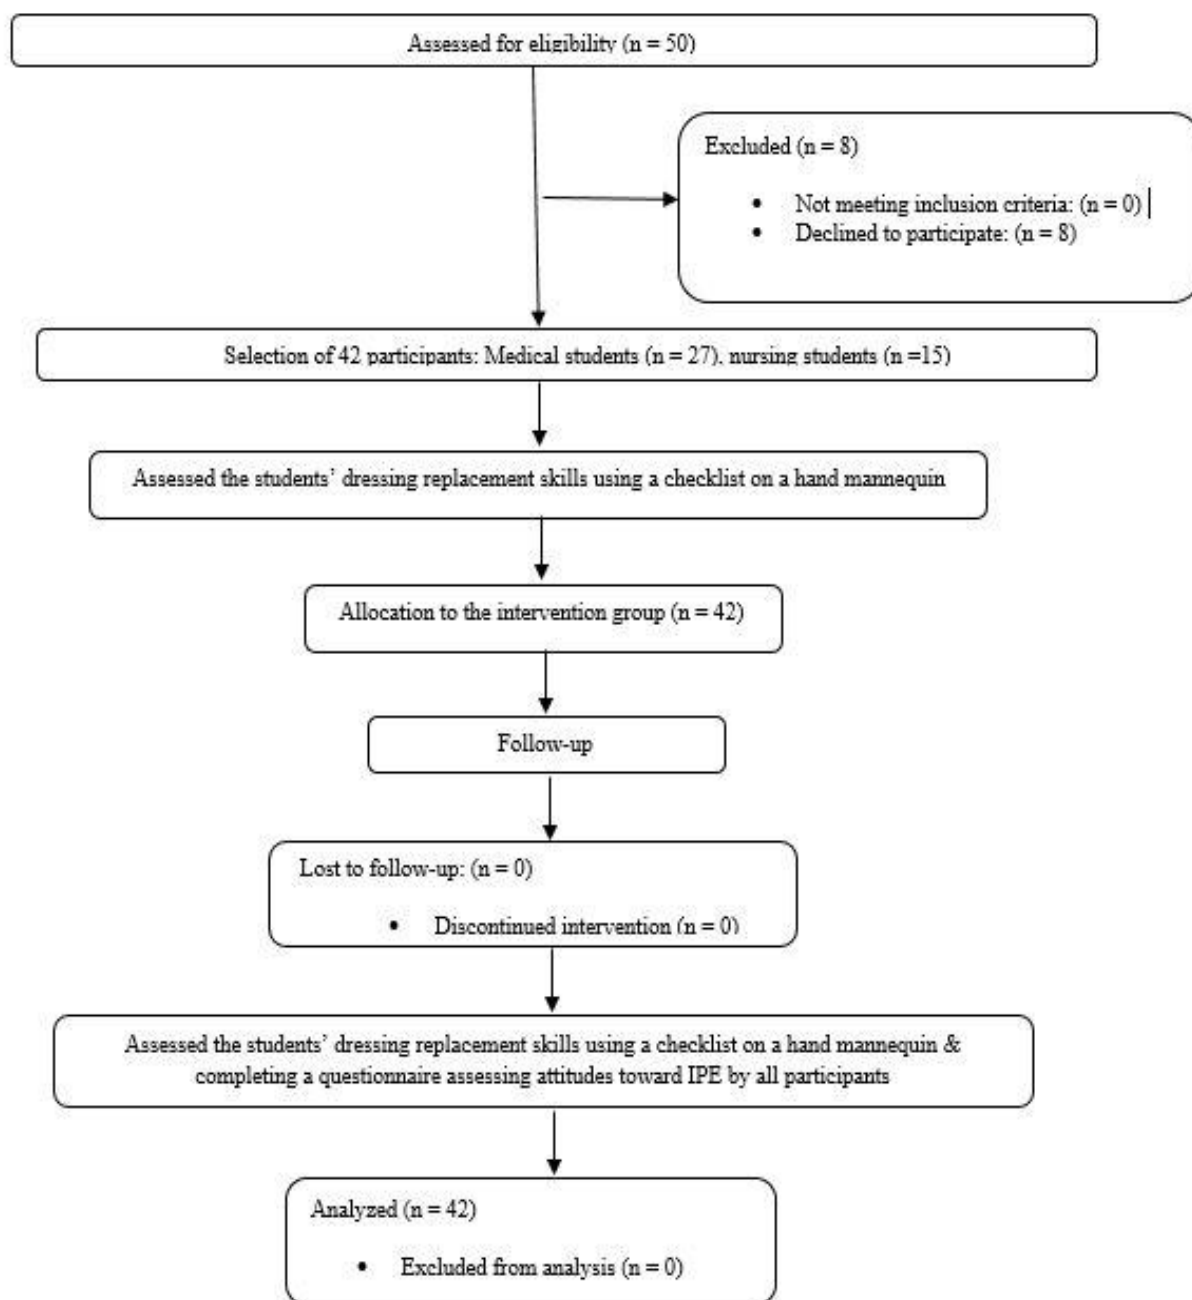 Assessed for eligibility (n = 50)
Excluded (n = 8)
• Not meeting inclusion criteria: (n = 0)
• Declined to participate: (n = 8)
Selection of 42 participants: Medical students (n = 27), nursing students (n =15)
Assessed the students’ dressing replacement skills using a checklist on a hand mannequin
Allocation to the intervention group (n = 42)
Follow-up
Lost to follow-up: (n = 0)
• Discontinued intervention (n = 0)
Assessed the students’ dressing replacement skills using a checklist on a hand mannequin &
completing a questionnaire assessing attitudes toward IPE by all participants
Analyzed (n = 42)
• Excluded from analysis (n = 0)